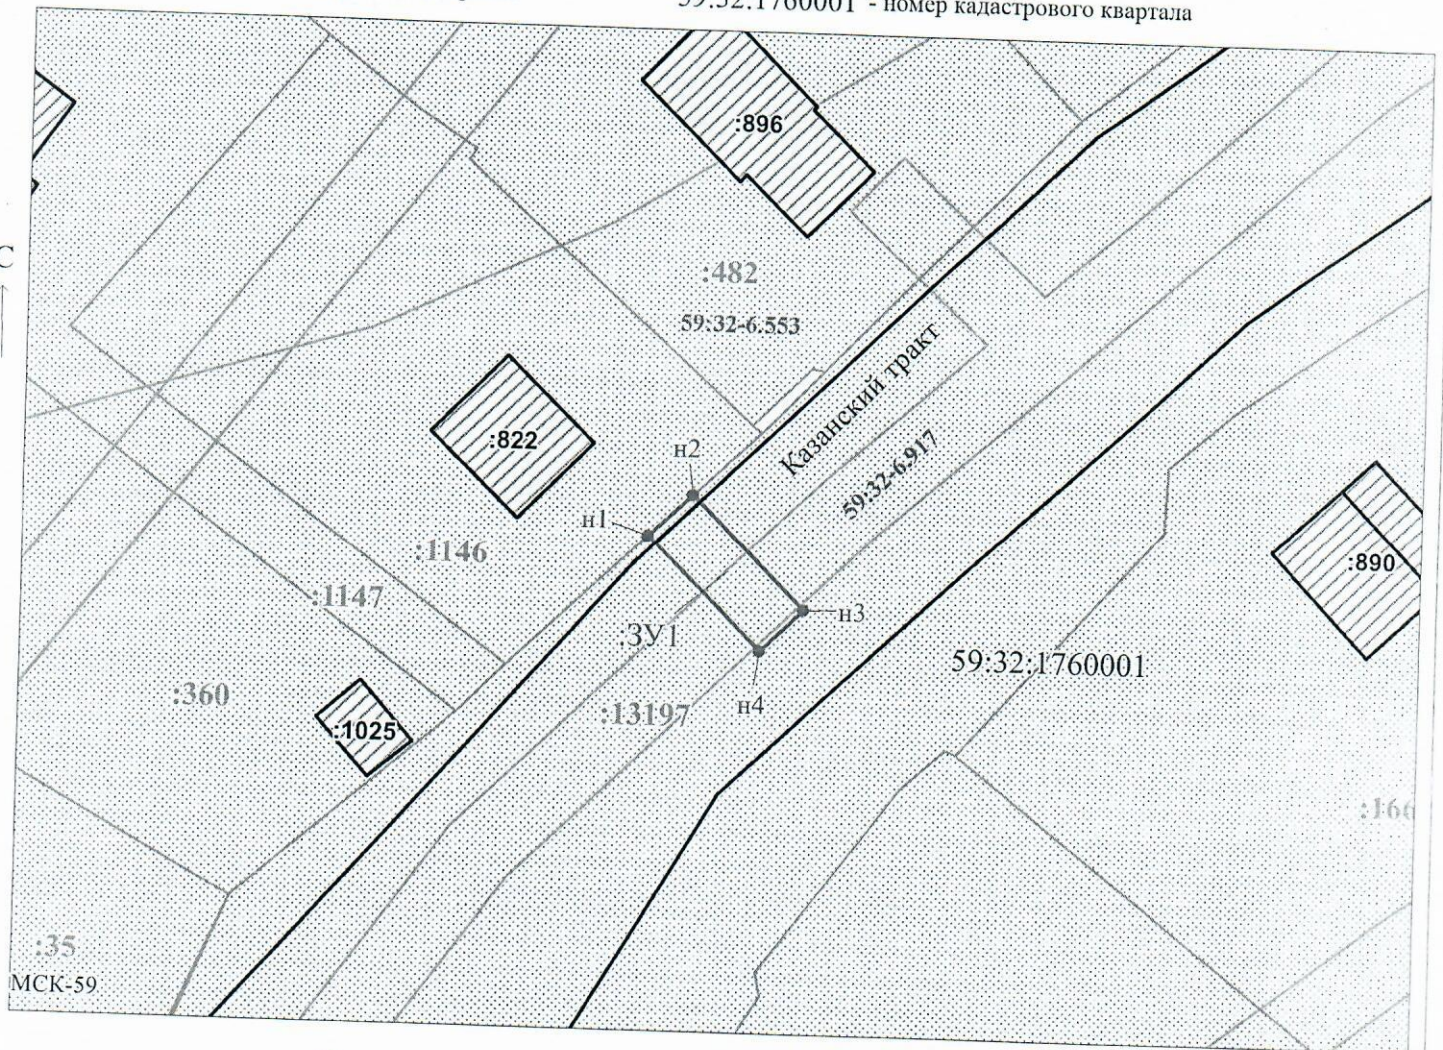 59:32:1760001 - номер кадастрового квартала
:896
С
:482
59:32-6.553
Казанский тракт
:822
59:32-6.917
н2
н1
:1146
:890
:1147
н3
:ЗУ1
59:32:1760001
:360
н4
:13197
:1025
:166
:35
МСК-59